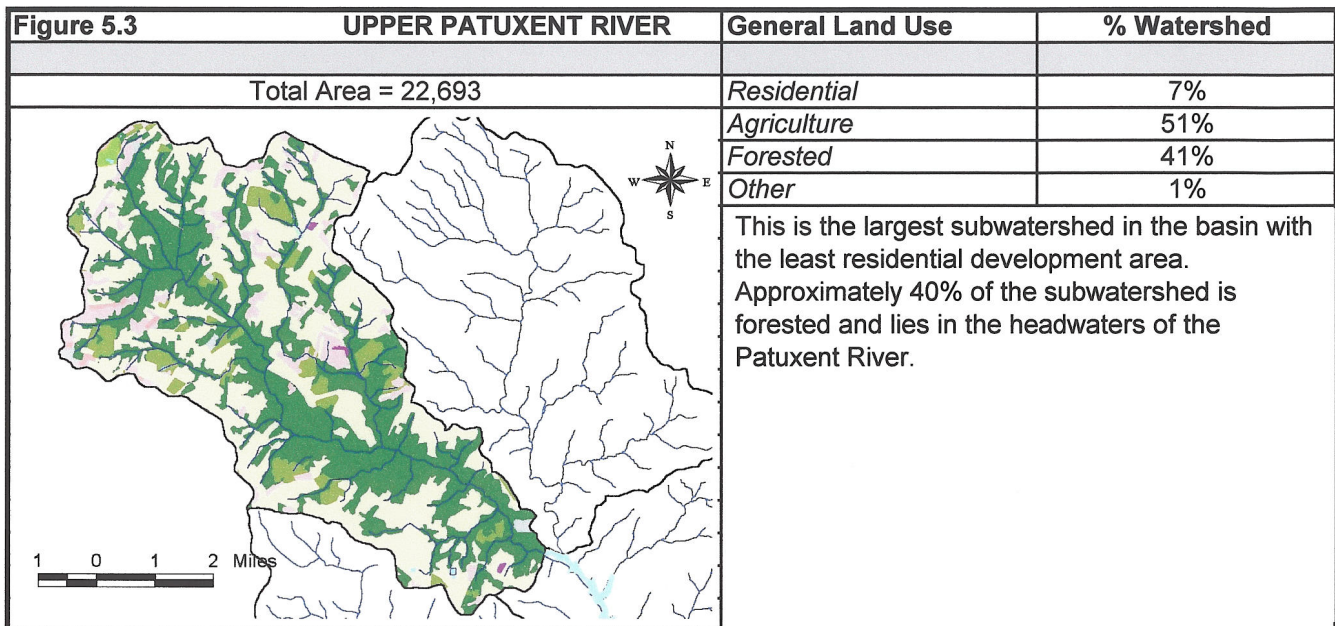 Figure 5.3 UPPER PATUXENT RIVER General Land Use % Watershed
Total Area = 22,693 Residential 7%
Agriculture 51%
Forested 41%
Other 1%
N
W E
S
This is the largest subwatershed in the basin with
the least residential development area.
Approximately 40% of the subwatershed is
forested and lies in the headwaters of the
Patuxent River.
1 0 1 2 Miles